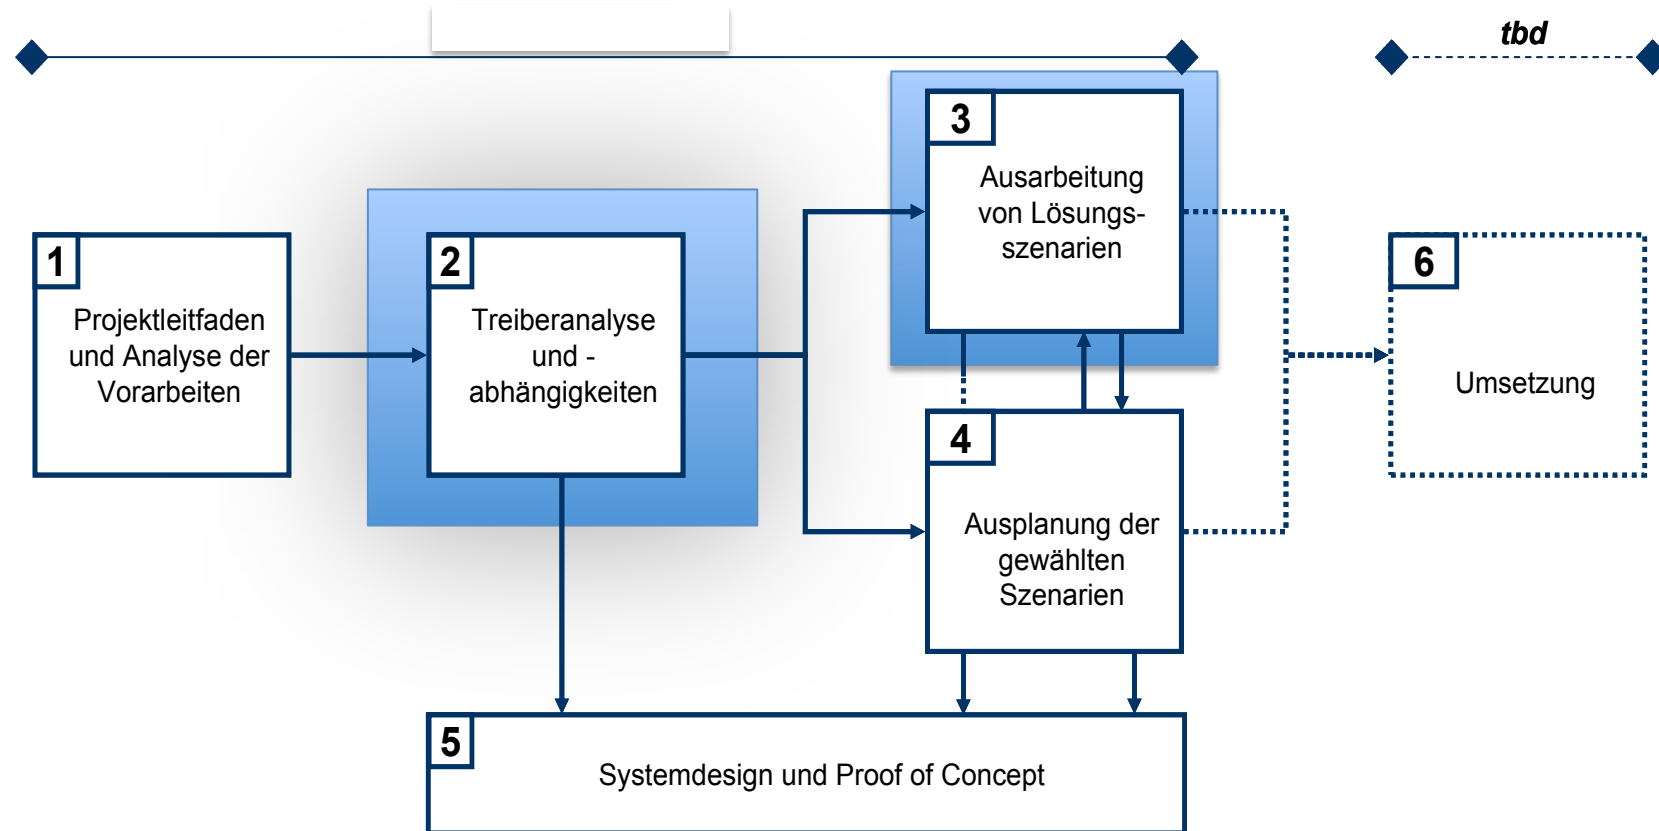 tbd
1
Projektleitfaden
und Analyse der
Vorarbeiten
2
Treiberanalyse
und -
abhängigkeiten
3
Ausarbeitung
von Lösungs-
szenarien
4
Ausplanung der
gewählten
Szenarien
5
Systemdesign und Proof of Concept
6
Umsetzung